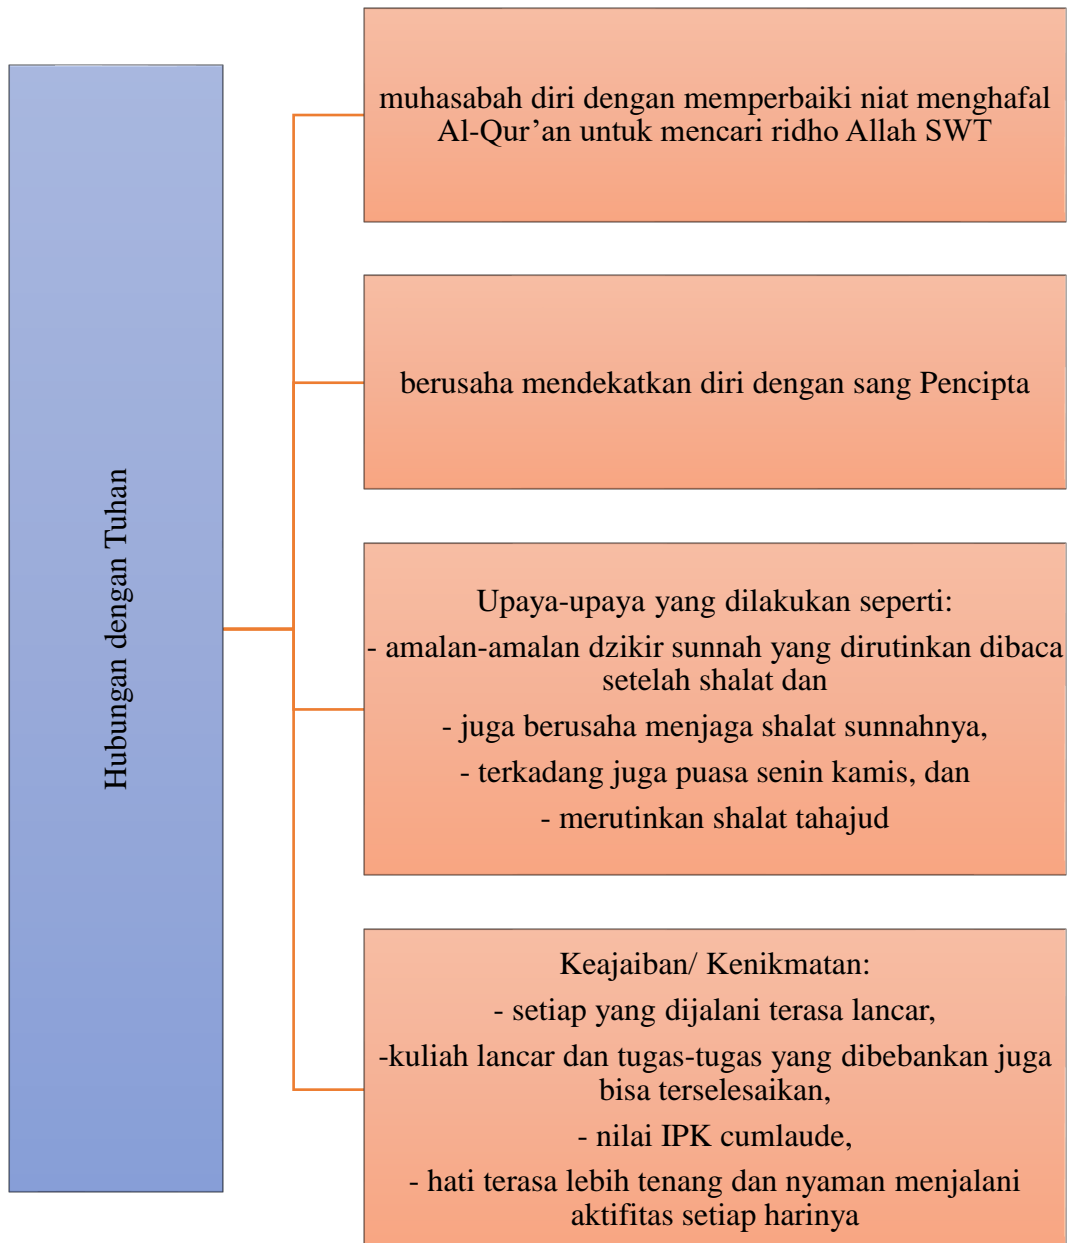 Hubungan dengan Tuhan
muhasabah diri dengan memperbaiki niat menghafal
Al-Qur’an untuk mencari ridho Allah SWT
berusaha mendekatkan diri dengan sang Pencipta
Upaya-upaya yang dilakukan seperti:
- amalan-amalan dzikir sunnah yang dirutinkan dibaca
setelah shalat dan
- juga berusaha menjaga shalat sunnahnya,
- terkadang juga puasa senin kamis, dan
- merutinkan shalat tahajud
Keajaiban/ Kenikmatan:
- setiap yang dijalani terasa lancar,
-kuliah lancar dan tugas-tugas yang dibebankan juga
bisa terselesaikan,
- nilai IPK cumlaude,
- hati terasa lebih tenang dan nyaman menjalani
aktifitas setiap harinya